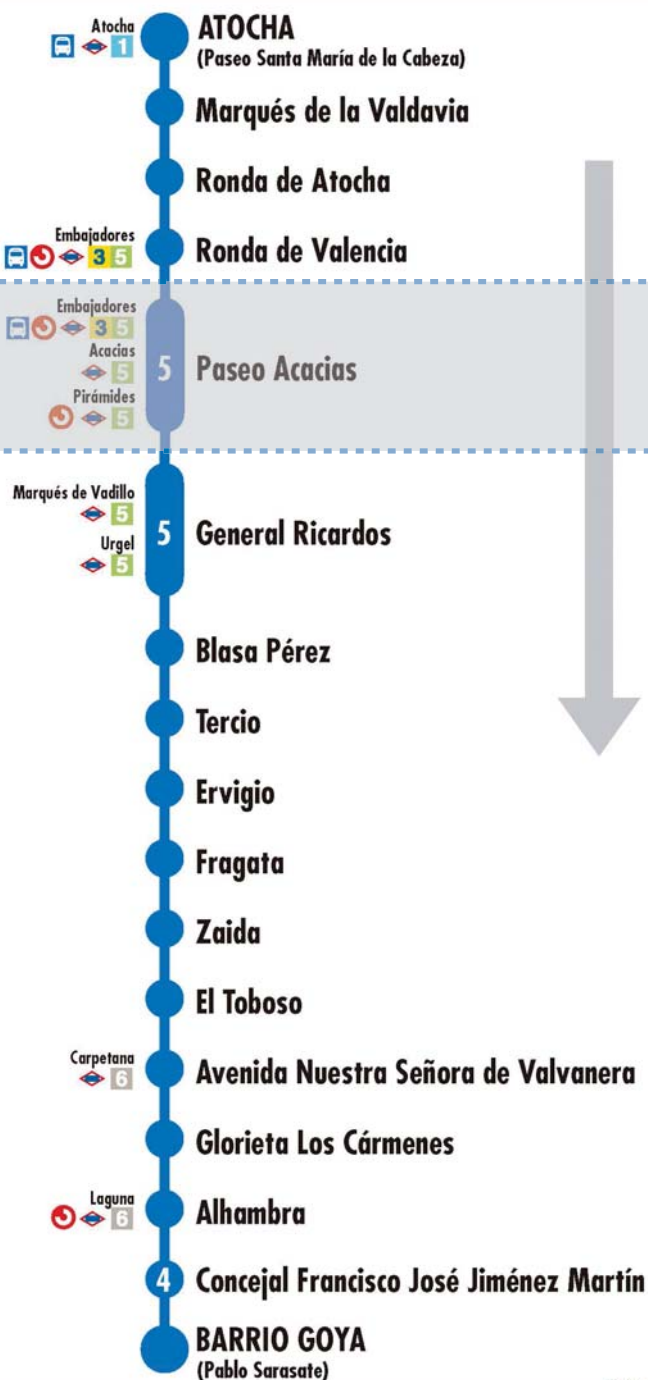 Atocha
1
ATOCHA
(Paseo Santa María de la Cabeza)
Marqués de la Valdavia
Ronda de Atocha
Embajadores
3 5
Ronda de Valencia
Embajadores
3 5
Acacias
5
Pirámides
5
5
Paseo Acacias
Marqués de Vadillo
5
Urgel
5
5
General Ricardos
Blasa Pérez
Tercio
Ervigio
Fragata
Zaida
El Toboso
Carpetana
6
Avenida Nuestra Señora de Valvanera
Glorieta Los Cármenes
Laguna
6
Alhambra
4
Concejal Francisco José Jiménez Martín
BARRIO GOYA
(Pablo Sarasate)